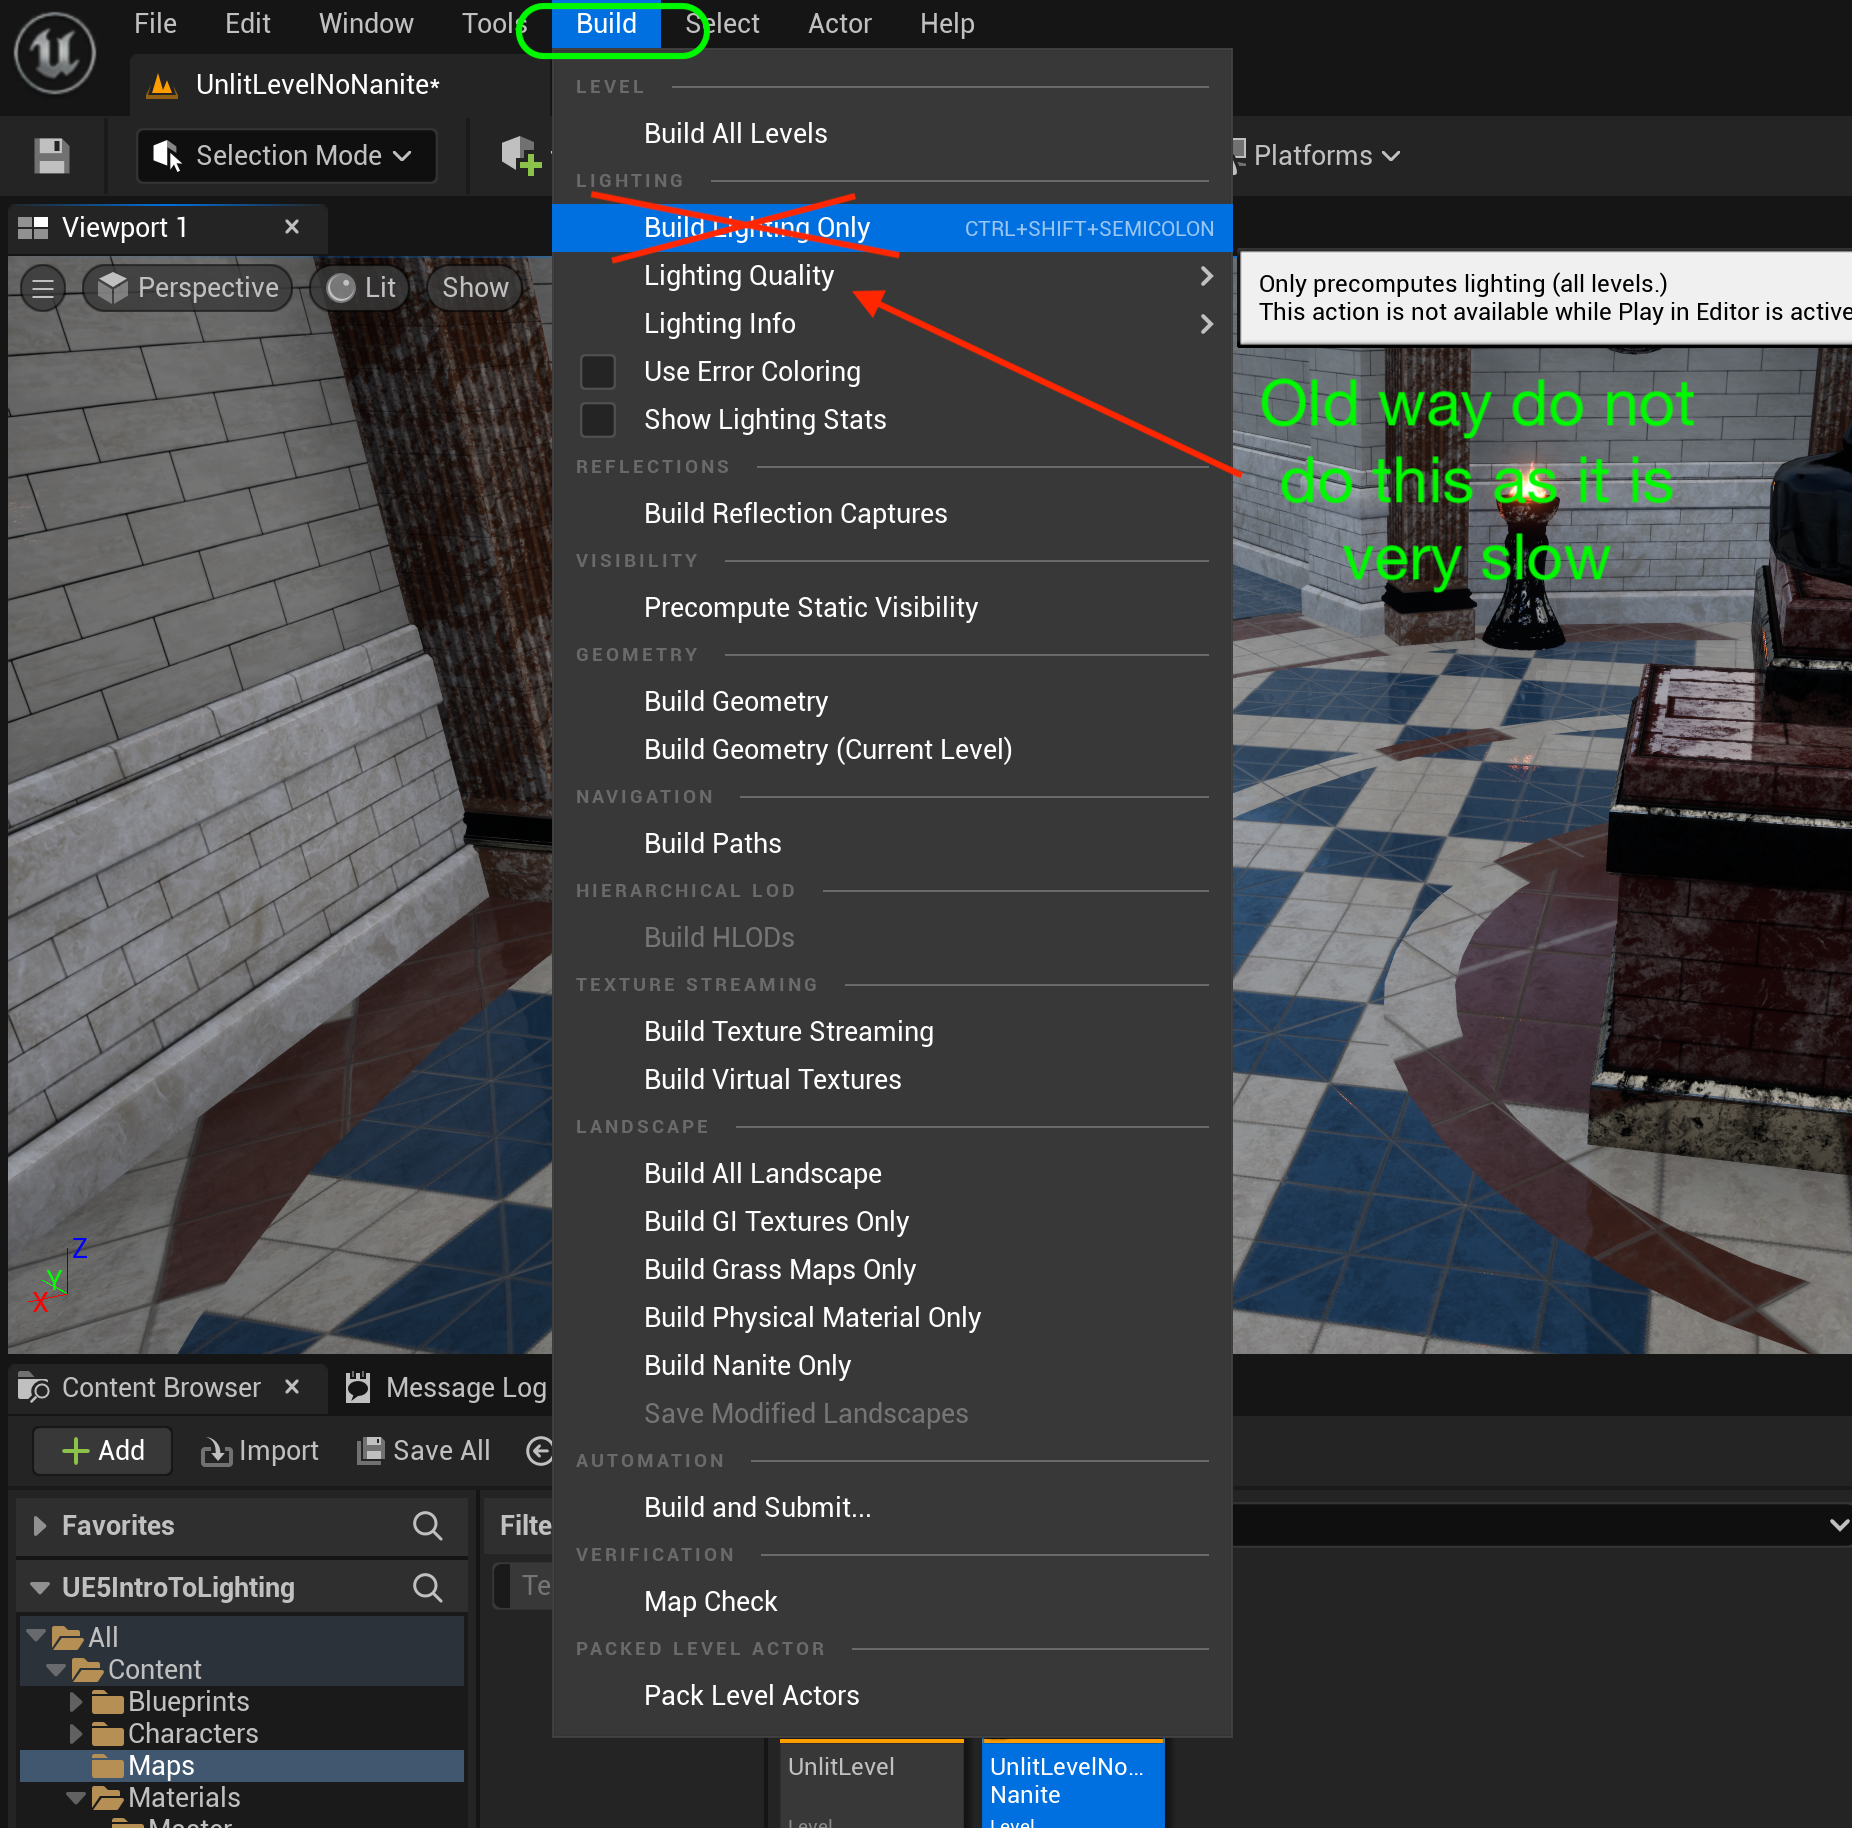 File Edit Window Tools Build Select Actor Help
UnlitLevelNoNanite*
Selection Mode
Platforms
Viewport 1
Perspective Lit Show
LEVEL
Build All Levels
LIGHTING
Build Lighting Only CTRL+SHIFT+SEMICOLON
Lighting Quality
Lighting Info
Use Error Coloring
Show Lighting Stats
REFLECTIONS
Build Reflection Captures
VISIBILITY
Precompute Static Visibility
GEOMETRY
Build Geometry
Build Geometry (Current Level)
NAVIGATION
Build Paths
HIERARCHICAL LOD
Build HLODs
TEXTURE STREAMING
Build Texture Streaming
Build Virtual Textures
LANDSCAPE
Build All Landscape
Build GI Textures Only
Build Grass Maps Only
Build Physical Material Only
Build Nanite Only
Save Modified Landscapes
AUTOMATION
Build and Submit...
VERIFICATION
Map Check
PACKED LEVEL ACTOR
Pack Level Actors
Only precomputes lighting (all levels.)
This action is not available while Play in Editor is active
Old way do not
do this as it is
very slow
Z
Y
X
Content Browser Message Log
Add Import Save All
Favorites
UE5IntroToLighting
All
Content
Blueprints
Characters
Maps
Materials
Master
Filte
Te
UnlitLevel
Level
UnlitLevelNo...
Nanite
Level